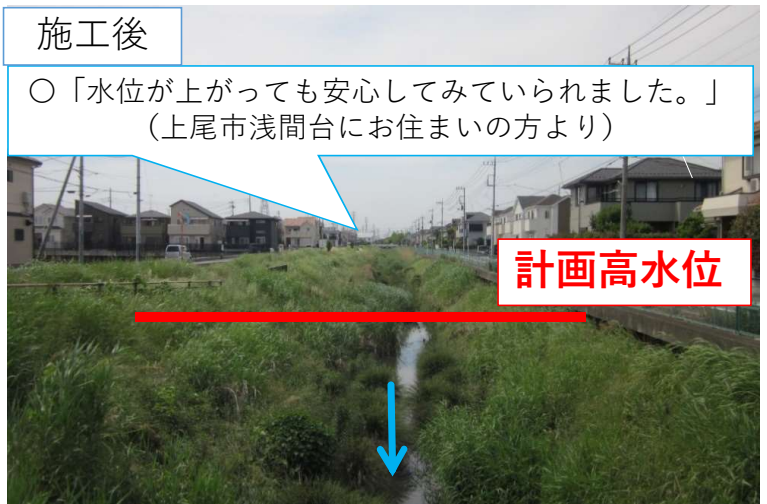 施工後
〇「水位が上がっても安心してみていられました。」
（上尾市浅間台にお住まいの方より）
計画高水位